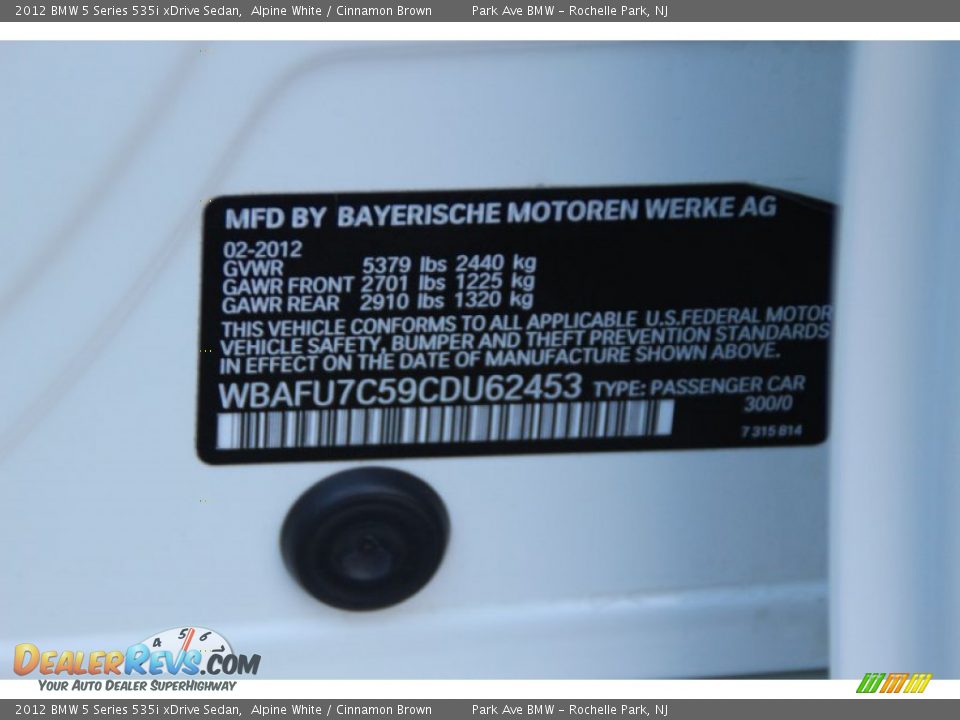 2012 BMW 5 Series 535i xDrive Sedan,  Alpine White / Cinnamon Brown    Park Ave BMW - Rochelle Park, NJ
MFD BY BAYERISCHE MOTOREN WERKE AG
02-2012
GVWR 5379 lbs 2440 kg
GAWR FRONT 2701 lbs 1225 kg
GAWR REAR 2910 lbs 1320 kg
THIS VEHICLE CONFORMS TO ALL APPLICABLE U.S.FEDERAL MOTOR
VEHICLE SAFETY, BUMPER AND THEFT PREVENTION STANDARDS
IN EFFECT ON THE DATE OF MANUFACTURE SHOWN ABOVE.
WBAFU7C59CDU62453 TYPE: PASSENGER CAR
300/0
7 315 814
4 5 6 7
DEALERREVS.COM
YOUR AUTO DEALER SUPERHIGHWAY
2012 BMW 5 Series 535i xDrive Sedan,  Alpine White / Cinnamon Brown    Park Ave BMW - Rochelle Park, NJ